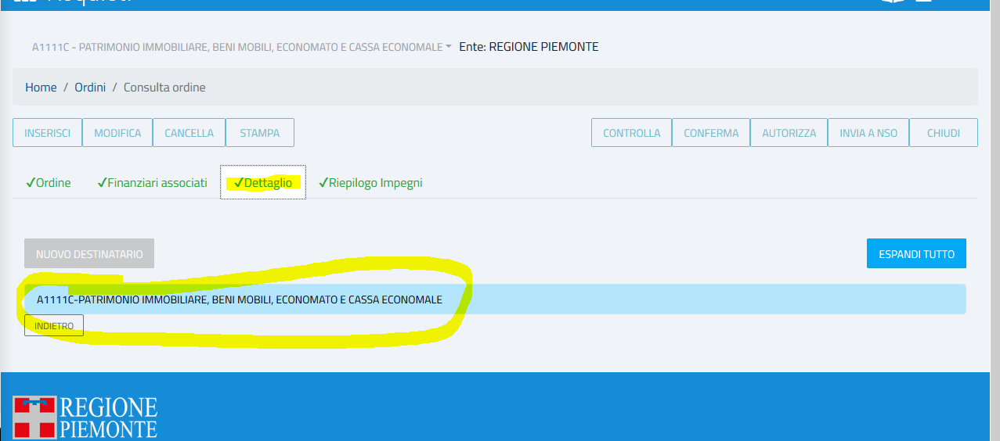 A1111C - PATRIMONIO IMMOBILIARE, BENI MOBILI, ECONOMATO E CASSA ECONOMALE Ente: REGIONE PIEMONTE
Home / Ordini / Consulta ordine
INSERISCI MODIFICA CANCELLA STAMPA CONTROLLA CONFERMA AUTORIZZA INVIA A NSO CHIUDI
✓Ordine ✓Finanziari associati ✓Dettaglio ✓Riepilogo Impegni
NUOVO DESTINATARIO ESPANDI TUTTO
A1111C-PATRIMONIO IMMOBILIARE, BENI MOBILI, ECONOMATO E CASSA ECONOMALE
INDIETRO
REGIONE
PIEMONTE